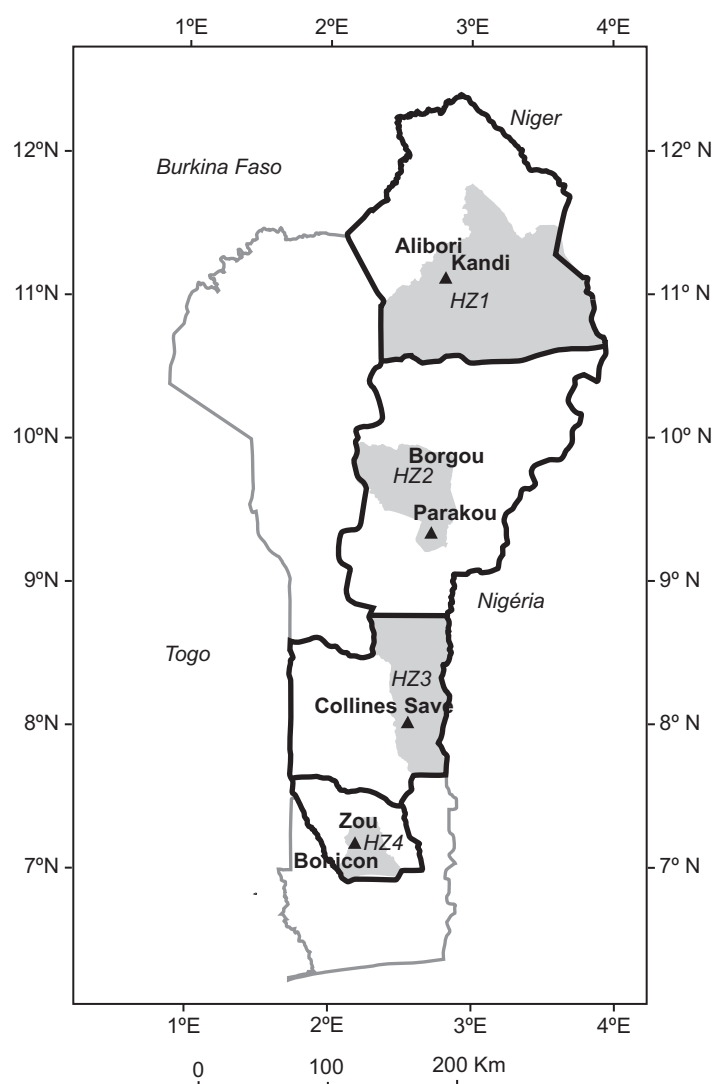 1ºE 2ºE 3ºE 4ºE
Niger
12ºN 12º N
Burkina Faso
Alibori
Kandi
11ºN HZ1 11º N
10ºN 10º N
Borgou
HZ2
Parakou
9ºN 9º N
Nigéria
Togo
HZ3
Collines Save
8ºN 8º N
Zou
HZ4
Bohicon
7ºN 7º N
1ºE 2ºE 3ºE 4ºE
0 100 200 Km